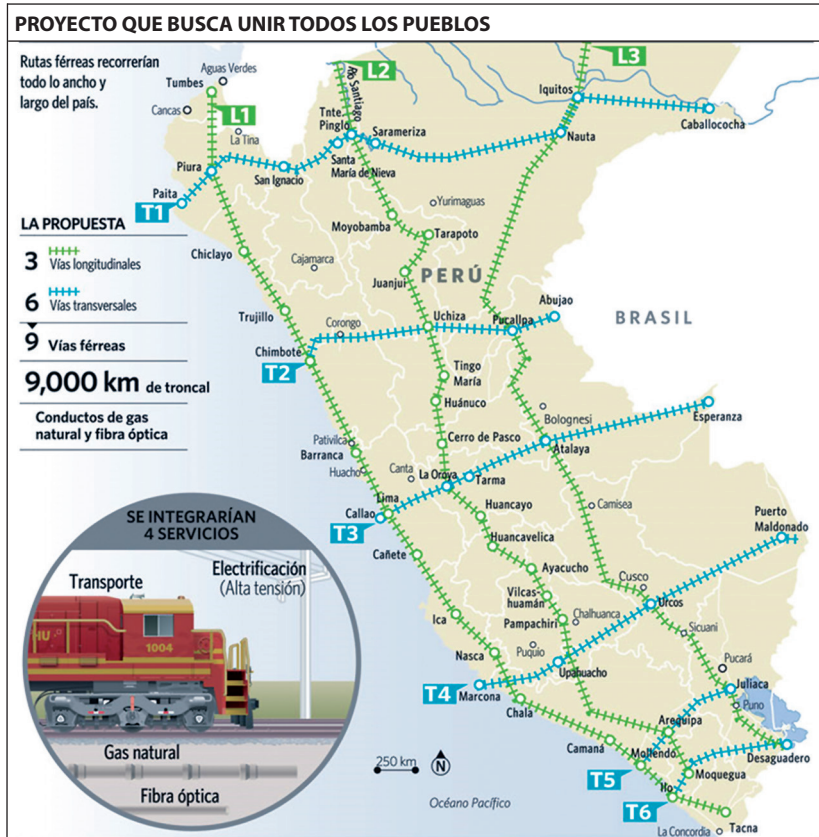 PROYECTO QUE BUSCA UNIR TODOS LOS PUEBLOS
Rutas férreas recorrerían
todo lo ancho y
largo del país.
LA PROPUESTA
3 Vías longitudinales
6 Vías transversales
9 Vías férreas
9,000 km de troncal
Conductos de gas
natural y fibra óptica
L1
L2
L3
Aguas Verdes
Tumbes
Cancas
La Tina
Río Santiago
Tnte.
Pinglo
Sarameriza
Iquitos
Caballococha
Nauta
Piura
San Ignacio
Santa
María de Nieva
Paita
T1
Yurimaguas
Moyobamba
Tarapoto
Chiclayo
Cajamarca
Juanjui
PERÚ
Trujillo
Corongo
Uchiza
Pucallpa
Abujao
BRASIL
Chimbote
T2
Tingo
María
Huánuco
Bolognesi
Esperanza
Pativilca
Barranca
Huacho
Cerro de Pasco
Atalaya
Canta
La Oroya
Tarma
Lima
Callao
T3
Huancayo
Camisea
Puerto
Maldonado
Cañete
Huancavelica
Ayacucho
Cusco
Vilcas-
huamán
Urcos
Ica
Pampachiri
Chalhuanca
Sicuani
Nasca
Puquio
Pucará
T4
Marcona
Upahuacho
Juliaca
Chala
Puno
Arequipa
Camaná
Mollendo
Desaguadero
T5
Moquegua
Ilo
T6
Tacna
La Concordia
250 km
N
Océano Pacífico
SE INTEGRARÍAN
4 SERVICIOS
Transporte
Electrificación
(Alta tensión)
HU
1004
Gas natural
Fibra óptica